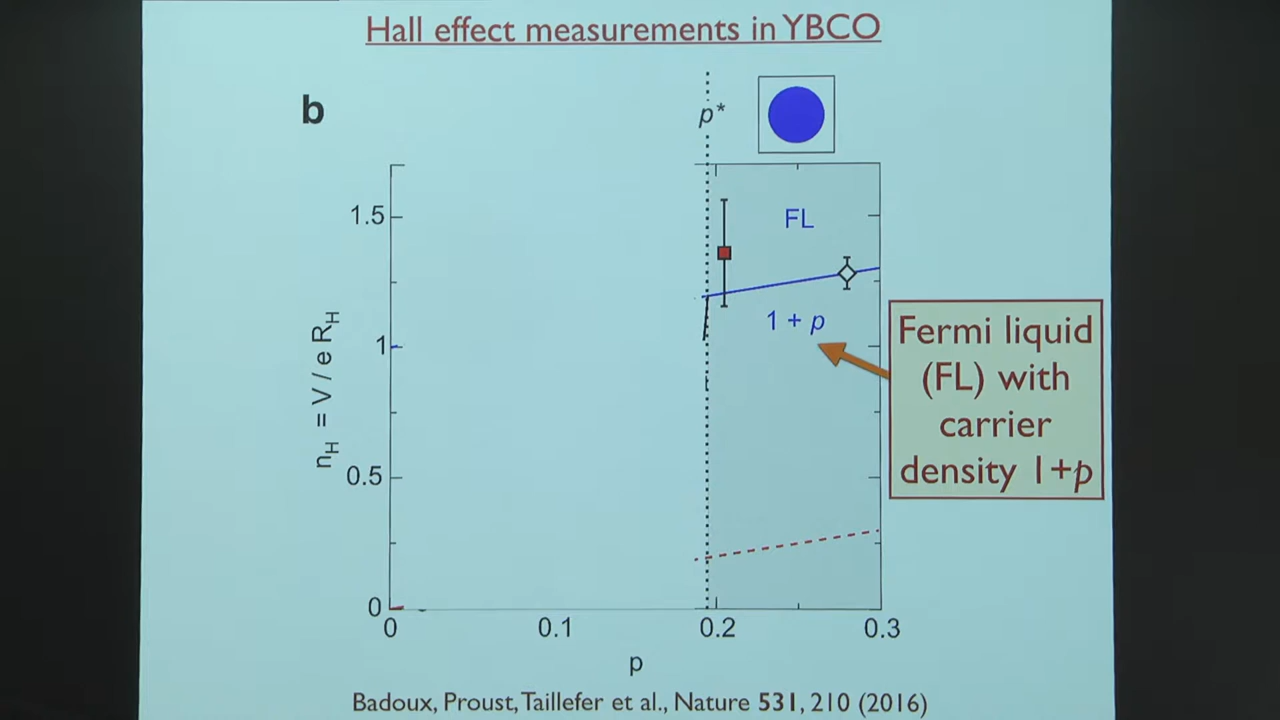 Hall effect measurements in YBCO
b
p*
1.5
FL
1 + p
1
0.5
0
n_H = V / e R_H
0
0.1
0.2
0.3
p
Fermi liquid
(FL) with
carrier
density 1+p
Badoux, Proust, Taillefer et al., Nature 531, 210 (2016)